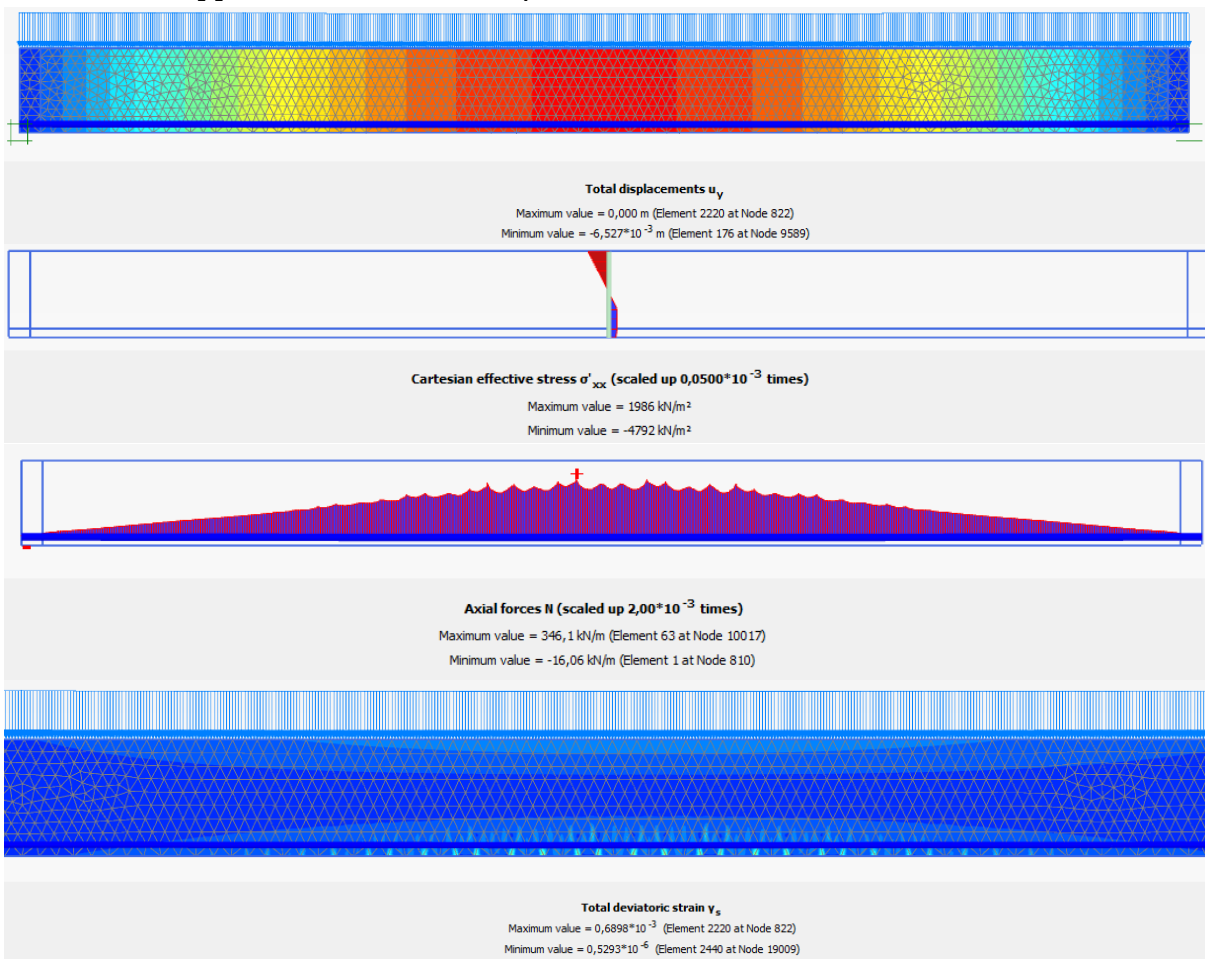 Total displacements uy
Maximum value = 0,000 m (Element 2220 at Node 822)
Minimum value = -6,527*10-3 m (Element 176 at Node 9589)
Cartesian effective stress σ'xx (scaled up 0,0500*10-3 times)
Maximum value = 1986 kN/m²
Minimum value = -4792 kN/m²
Axial forces N (scaled up 2,00*10-3 times)
Maximum value = 346,1 kN/m (Element 63 at Node 10017)
Minimum value = -16,06 kN/m (Element 1 at Node 810)
Total deviatoric strain γs
Maximum value = 0,6898*10-3 (Element 2220 at Node 822)
Minimum value = 0,5293*10-6 (Element 2440 at Node 19009)